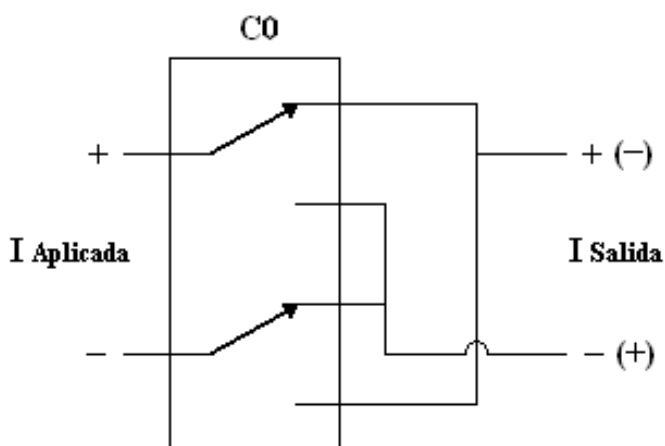 C0
+
+ (−)
I Aplicada
I Salida
−
− (+)